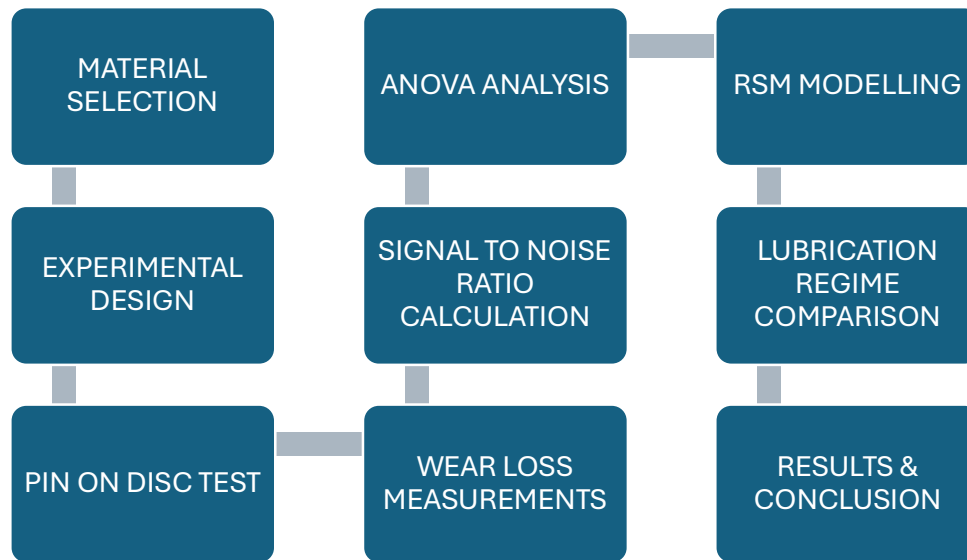 MATERIAL
SELECTION
EXPERIMENTAL
DESIGN
PIN ON DISC TEST
WEAR LOSS
MEASUREMENTS
SIGNAL TO NOISE
RATIO
CALCULATION
ANOVA ANALYSIS
RSM MODELLING
LUBRICATION
REGIME
COMPARISON
RESULTS &
CONCLUSION